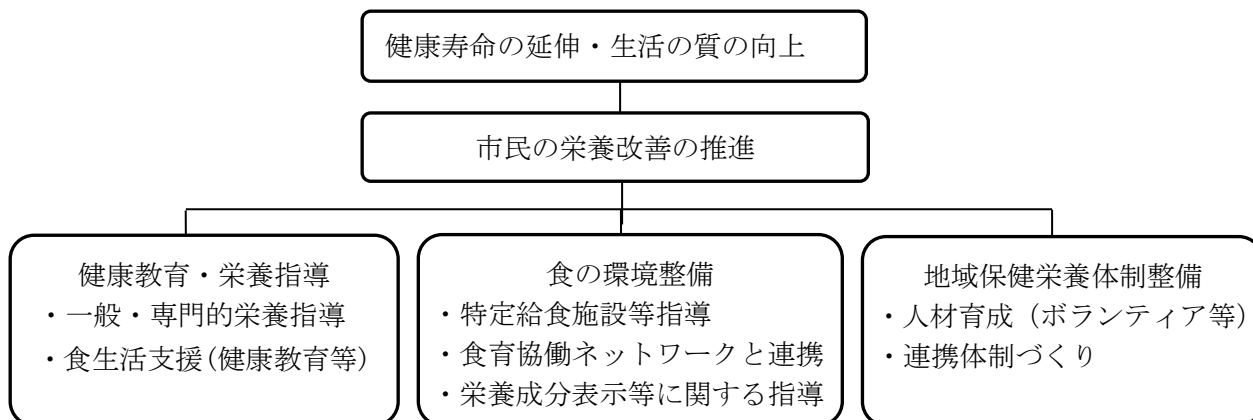 健康寿命の延伸・生活の質の向上
市民の栄養改善の推進
健康教育・栄養指導
・一般・専門的栄養指導
・食生活支援(健康教育等)
食の環境整備
・特定給食施設等指導
・食育協働ネットワークと連携
・栄養成分表示等に関する指導
地域保健栄養体制整備
・人材育成（ボランティア等）
・連携体制づくり